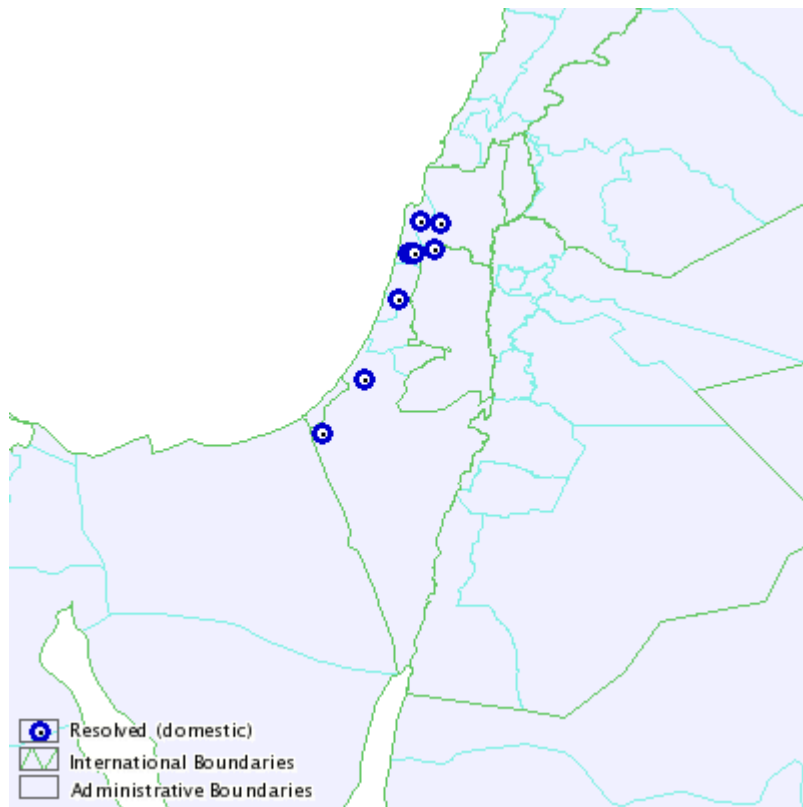 Resolved (domestic)
International Boundaries
Administrative Boundaries